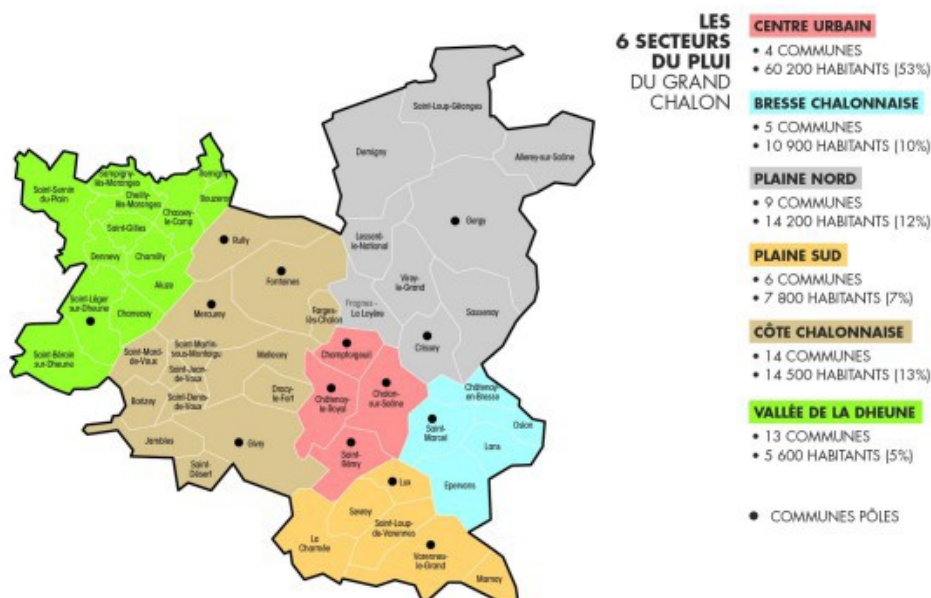 LES
6 SECTEURS
DU PLUI
DU GRAND
CHALON
CENTRE URBAIN
• 4 COMMUNES
• 60 200 HABITANTS (53%)
BRESSE CHALONNAISE
• 5 COMMUNES
• 10 900 HABITANTS (10%)
PLAINE NORD
• 9 COMMUNES
• 14 200 HABITANTS (12%)
PLAINE SUD
• 6 COMMUNES
• 7 800 HABITANTS (7%)
CÔTE CHALONNAISE
• 14 COMMUNES
• 14 500 HABITANTS (13%)
VALLÉE DE LA DHEUNE
• 13 COMMUNES
• 5 600 HABITANTS (5%)
● COMMUNES PÔLES
Saint-Loup-Géanges
Demigny
Allerey-sur-Saône
Gergy
Lessard-
le-National
Virey-
le-Grand
Sassenay
Fragnes -
La Loyère
Crissey
Sampigny-
lès-Maranges
Remigny
Saint-Sernin
du-Plain
Cheilly-
lès-Maranges
Bouzeron
Chassey-
le-Camp
Saint-Gilles
Dennevy
Chamilly
Aluze
Saint-Léger
sur-Dheune
Charrecey
Saint-Bérain
sur-Dheune
Rully
Fontaines
Mercurey
Farges-
lès-Chalon
Saint-Mard-
de-Vaux
Saint-Martin-
sous-Montaigu
Mellecey
Saint-Jean-
de-Vaux
Barizey
Saint-Denis-
de-Vaux
Dracy-
le-Fort
Jambles
Givry
Saint-
Désert
Champforgeuil
Châtenoy-
le-Royal
Chalon-
sur-Saône
Saint-
Rémy
Châtenoy-
en-Bresse
Saint-
Marcel
Oslon
Lans
Epervans
Lux
Sevrey
Saint-Loup-
de-Varennes
La
Charmée
Varennes-
le-Grand
Marnay